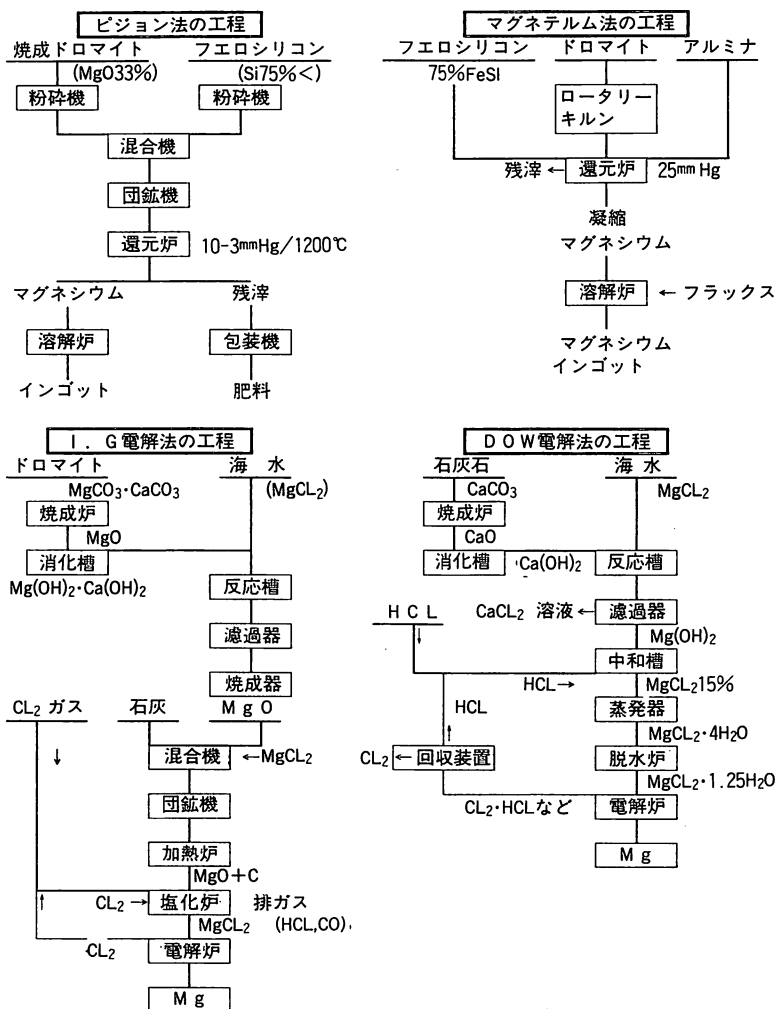 ピジョン法の工程
焼成ドロマイト フエロシリコン
(MgO33%) (Si75%<)
粉砕機 粉砕機
混合機
団鉱機
還元炉 10-3mmHg/1200℃
マグネシウム 残滓
溶解炉 包装機
インゴット 肥料
マグネテルム法の工程
フエロシリコン ドロマイト アルミナ
75%FeSI
ロータリー
キルン
残滓 ← 還元炉 25mmHg
凝縮
マグネシウム
溶解炉 ← フラックス
マグネシウム
インゴット
I.G電解法の工程
ドロマイト 海水
MgCO₃·CaCO₃ (MgCL₂)
焼成炉
MgO
消化槽
Mg(OH)₂·Ca(OH)₂
反応槽
濾過器
焼成器
CL₂ガス 石灰 MgO
↓ 混合機 ←MgCL₂
団鉱機
加熱炉
MgO+C
↑ CL₂→ 塩化炉 排ガス
MgCL₂ (HCL,CO)
CL₂ 電解炉
Mg
DOW電解法の工程
石灰石 海水
CaCO₃ MgCL₂
焼成炉
CaO
消化槽 Ca(OH)₂ 反応槽
HCL CaCL₂ 溶液← 濾過器
↓ Mg(OH)₂
中和槽
HCL→ MgCL₂15%
HCL 蒸発器
↑ MgCL₂·4H₂O
CL₂← 回収装置 脱水炉
MgCL₂·1.25H₂O
CL₂·HCLなど 電解炉
Mg